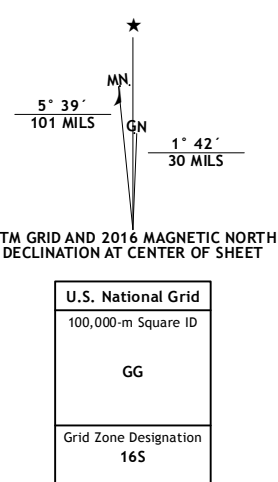 MN.
5° 39´
101 MILS
GN
1° 42´
30 MILS
TM GRID AND 2016 MAGNETIC NORTH
DECLINATION AT CENTER OF SHEET
U.S. National Grid
100,000-m Square ID
GG
Grid Zone Designation
16S